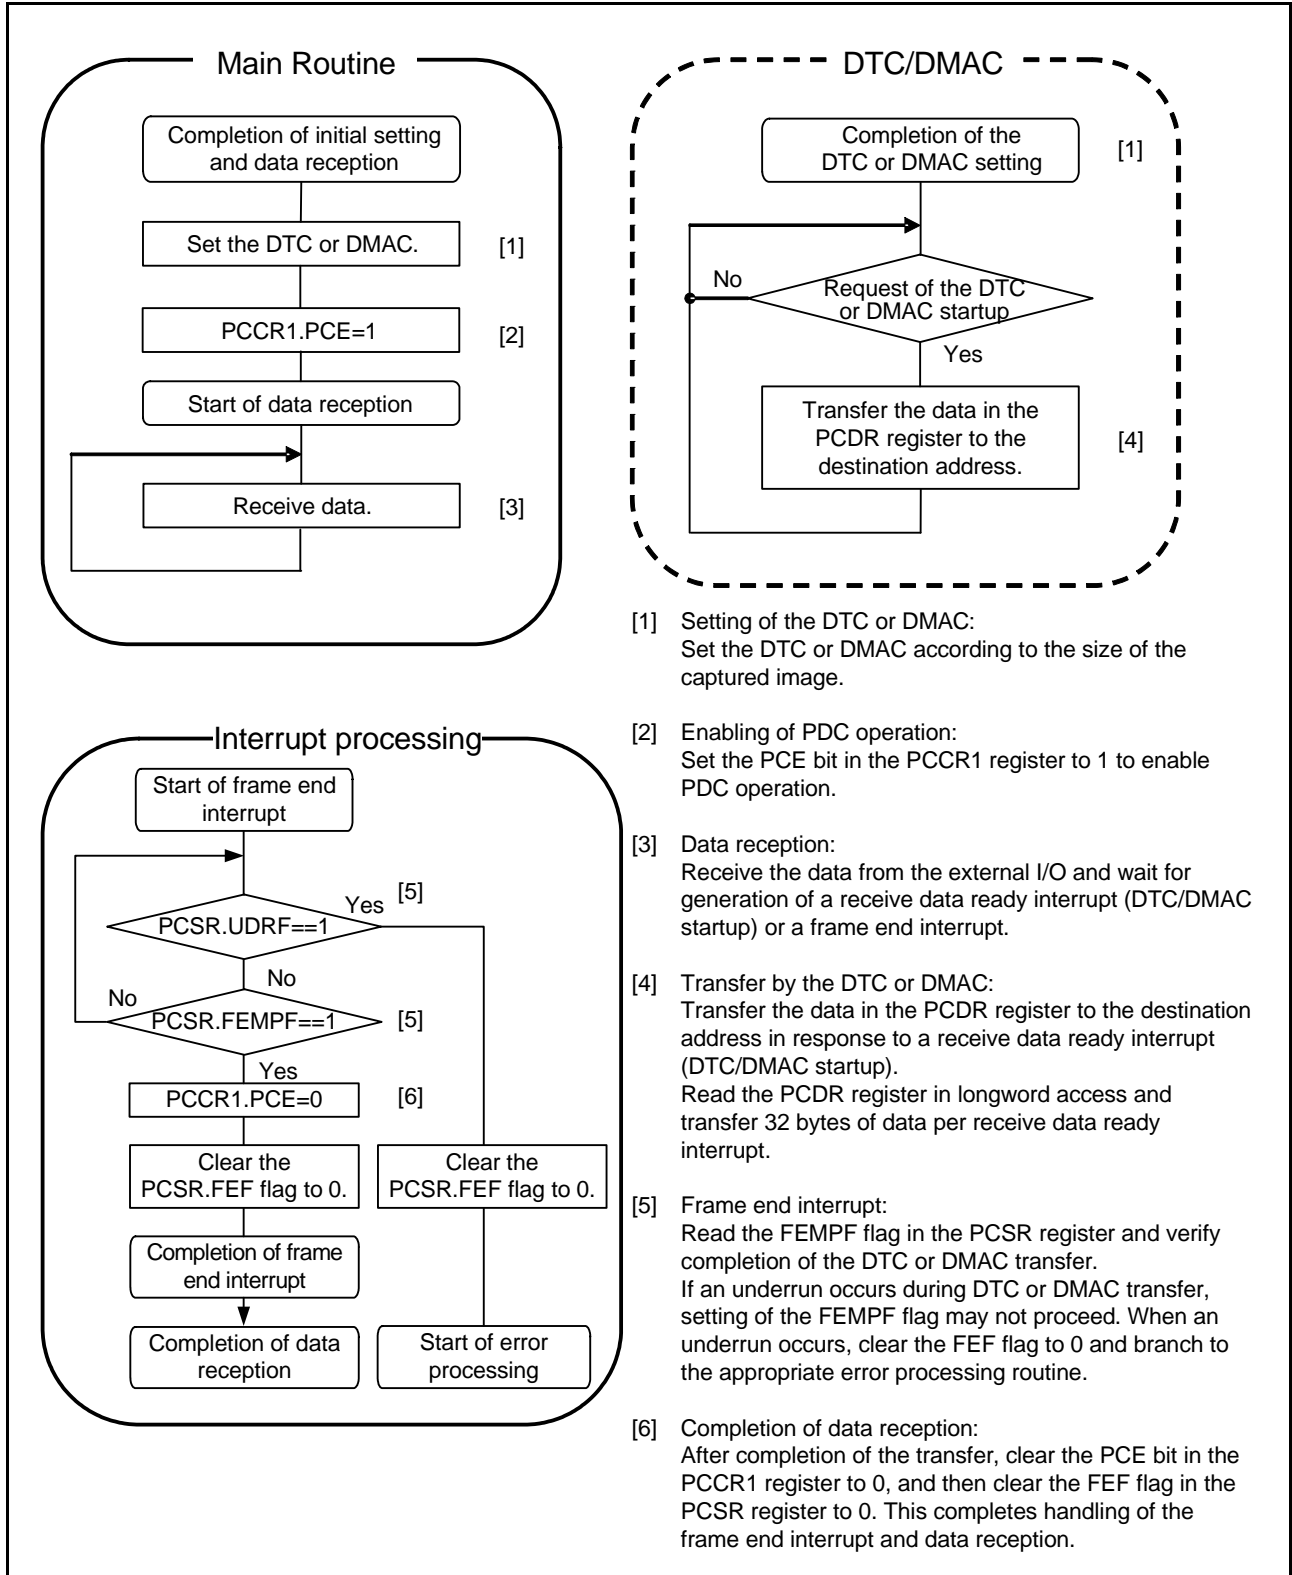 Main Routine
Completion of initial setting
and data reception
Set the DTC or DMAC.
[1]
PCCR1.PCE=1
[2]
Start of data reception
Receive data.
[3]
DTC/DMAC
Completion of the
DTC or DMAC setting
[1]
No
Request of the DTC
or DMAC startup
Yes
Transfer the data in the
PCDR register to the
destination address.
[4]
Interrupt processing
Start of frame end
interrupt
Yes
[5]
PCSR.UDRF==1
No
No
PCSR.FEMPF==1
[5]
Yes
PCCR1.PCE=0
[6]
Clear the
PCSR.FEF flag to 0.
Clear the
PCSR.FEF flag to 0.
Completion of frame
end interrupt
Completion of data
reception
Start of error
processing
[1] Setting of the DTC or DMAC:
Set the DTC or DMAC according to the size of the
captured image.
[2] Enabling of PDC operation:
Set the PCE bit in the PCCR1 register to 1 to enable
PDC operation.
[3] Data reception:
Receive the data from the external I/O and wait for
generation of a receive data ready interrupt (DTC/DMAC
startup) or a frame end interrupt.
[4] Transfer by the DTC or DMAC:
Transfer the data in the PCDR register to the destination
address in response to a receive data ready interrupt
(DTC/DMAC startup).
Read the PCDR register in longword access and
transfer 32 bytes of data per receive data ready
interrupt.
[5] Frame end interrupt:
Read the FEMPF flag in the PCSR register and verify
completion of the DTC or DMAC transfer.
If an underrun occurs during DTC or DMAC transfer,
setting of the FEMPF flag may not proceed. When an
underrun occurs, clear the FEF flag to 0 and branch to
the appropriate error processing routine.
[6] Completion of data reception:
After completion of the transfer, clear the PCE bit in the
PCCR1 register to 0, and then clear the FEF flag in the
PCSR register to 0. This completes handling of the
frame end interrupt and data reception.